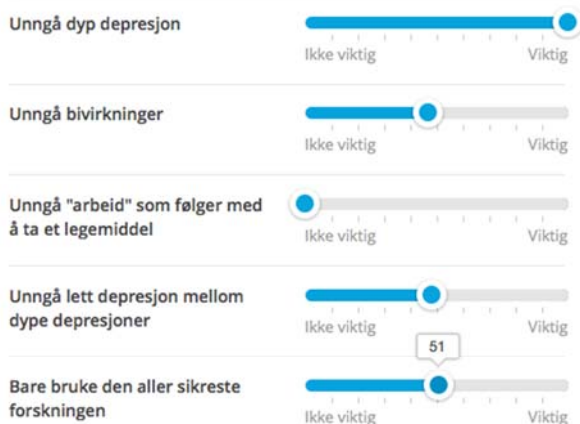 Unngå dyp depresjon
Ikke viktig Viktig
Unngå bivirkninger
Ikke viktig Viktig
Unngå "arbeid" som følger med
å ta et legemiddel
Ikke viktig Viktig
Unngå lett depresjon mellom
dype depresjoner
Ikke viktig Viktig
51
Bare bruke den aller sikreste
forskningen
Ikke viktig Viktig